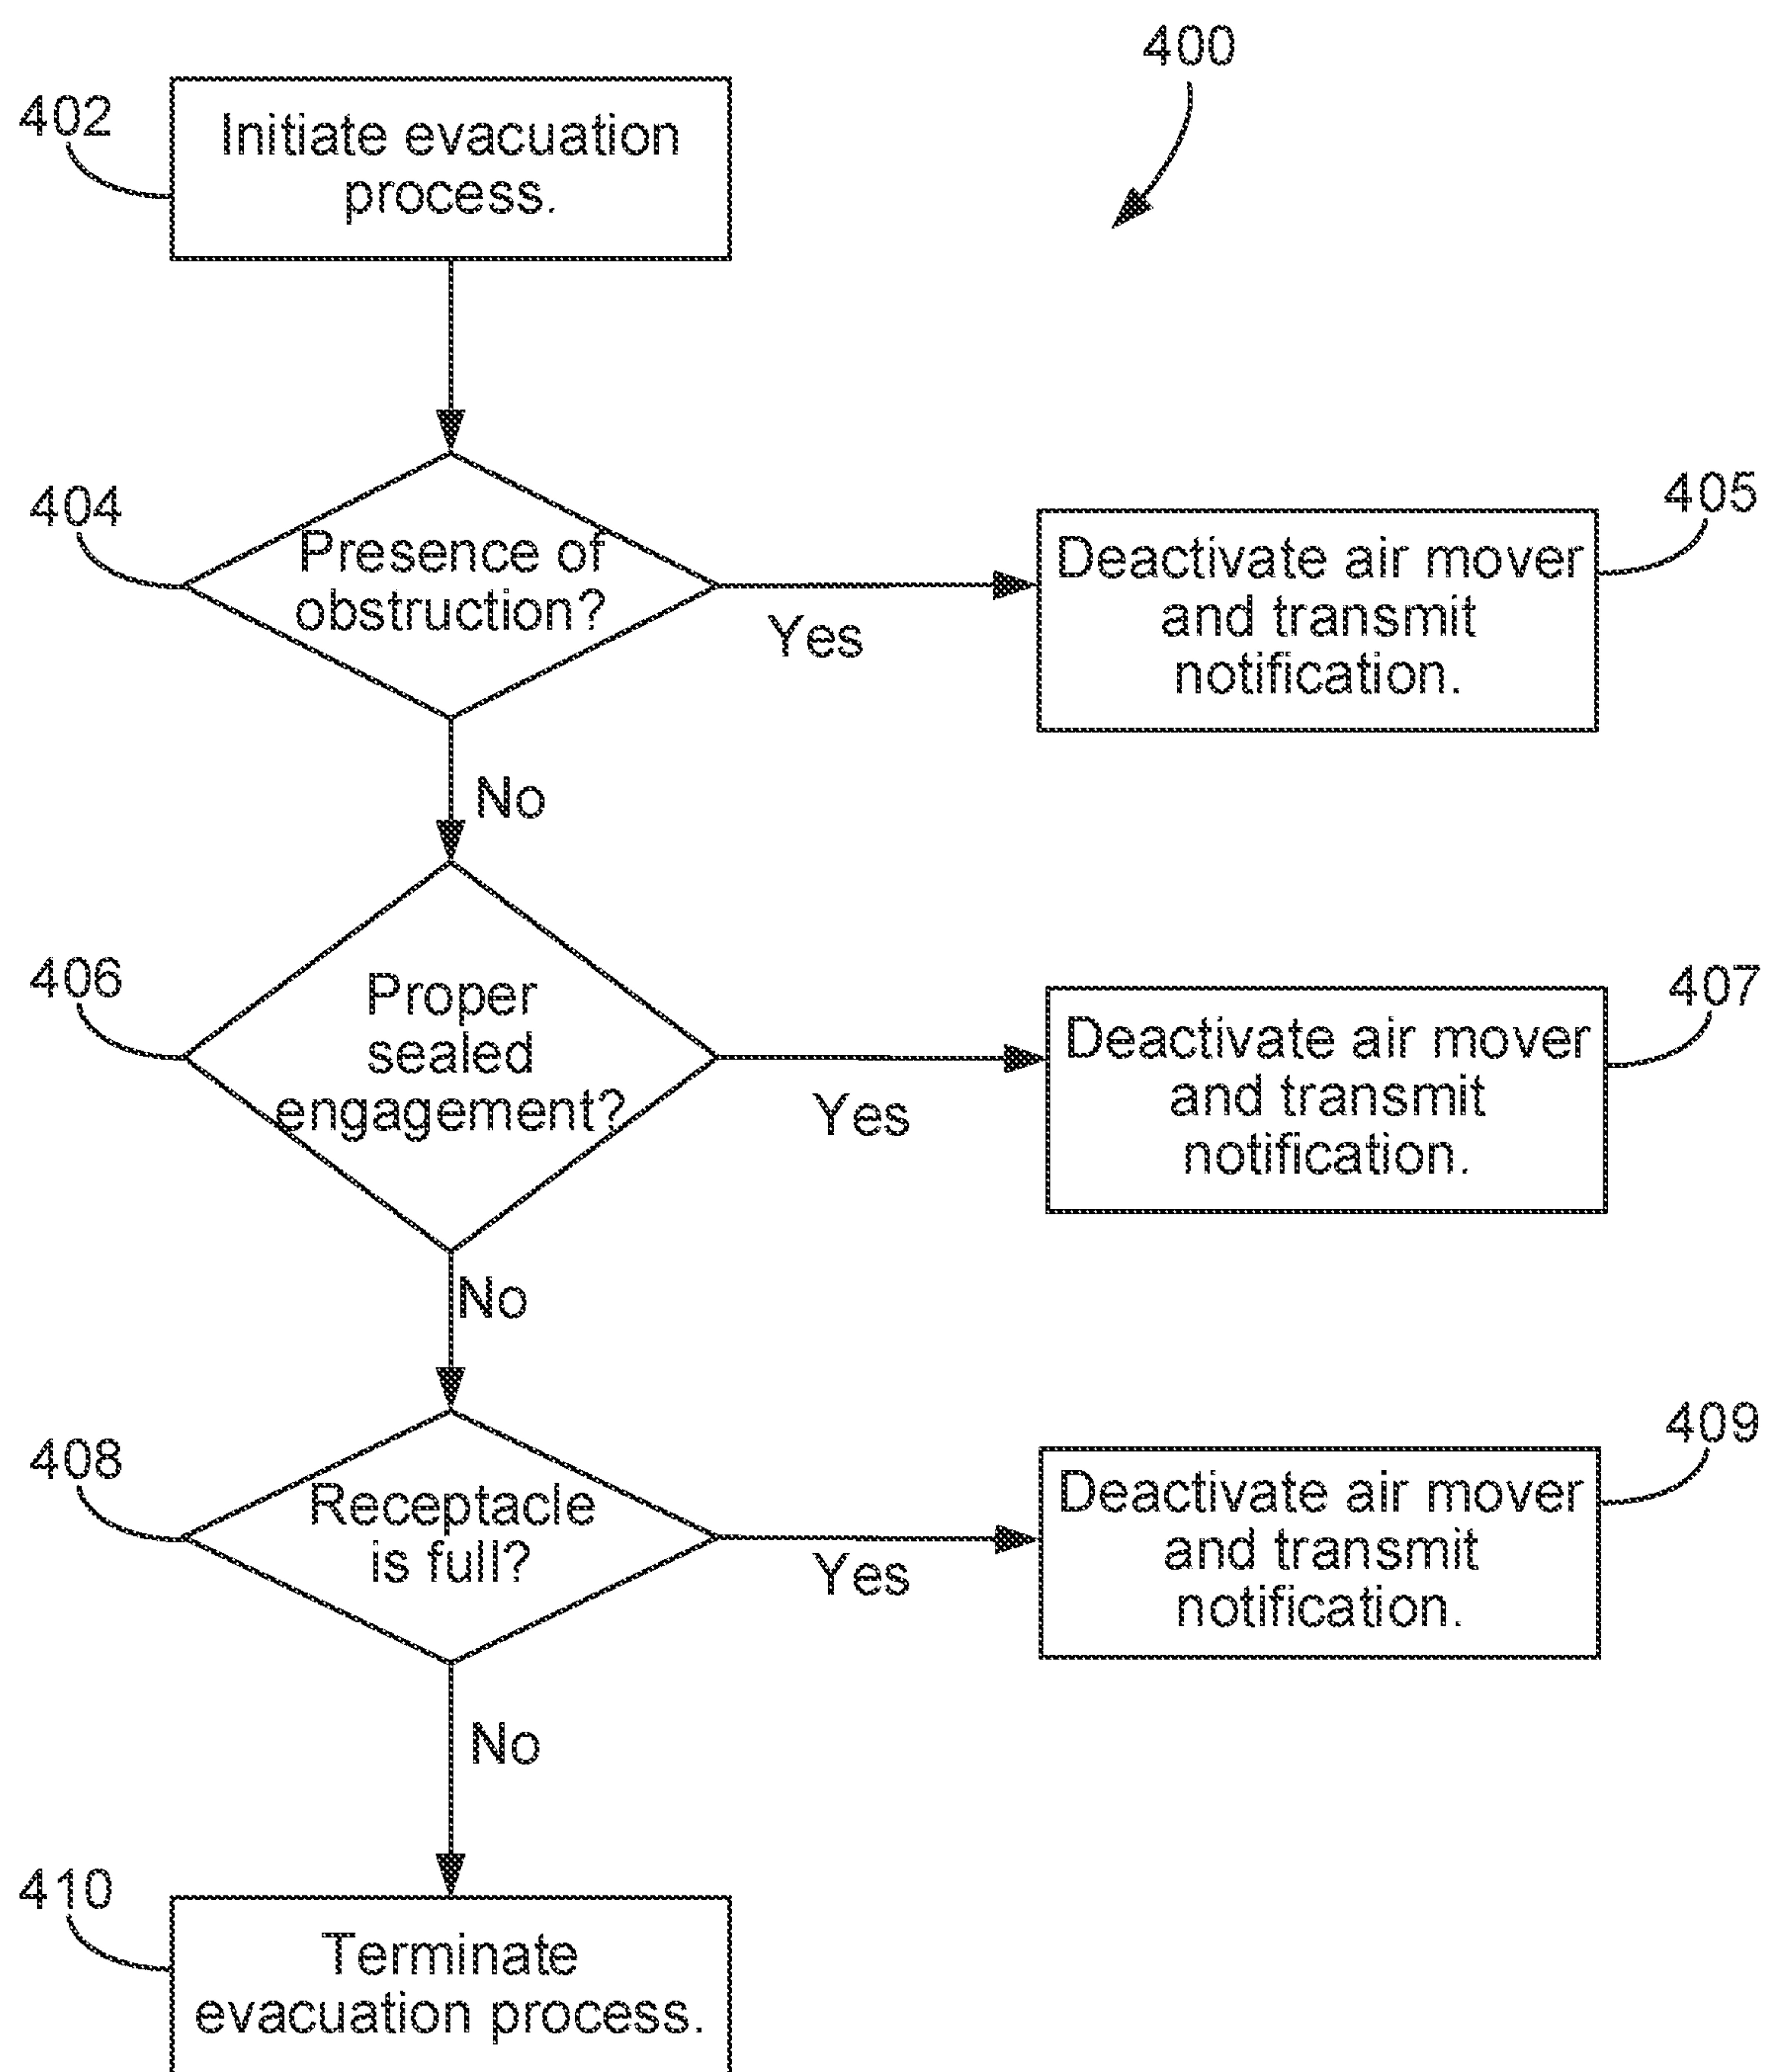 400
402
Initiate evacuation
process.
404
Presence of
obstruction?
Yes
405
Deactivate air mover
and transmit
notification.
No
406
Proper
sealed
engagement?
Yes
407
Deactivate air mover
and transmit
notification.
No
408
Receptacle
is full?
Yes
409
Deactivate air mover
and transmit
notification.
No
410
Terminate
evacuation process.